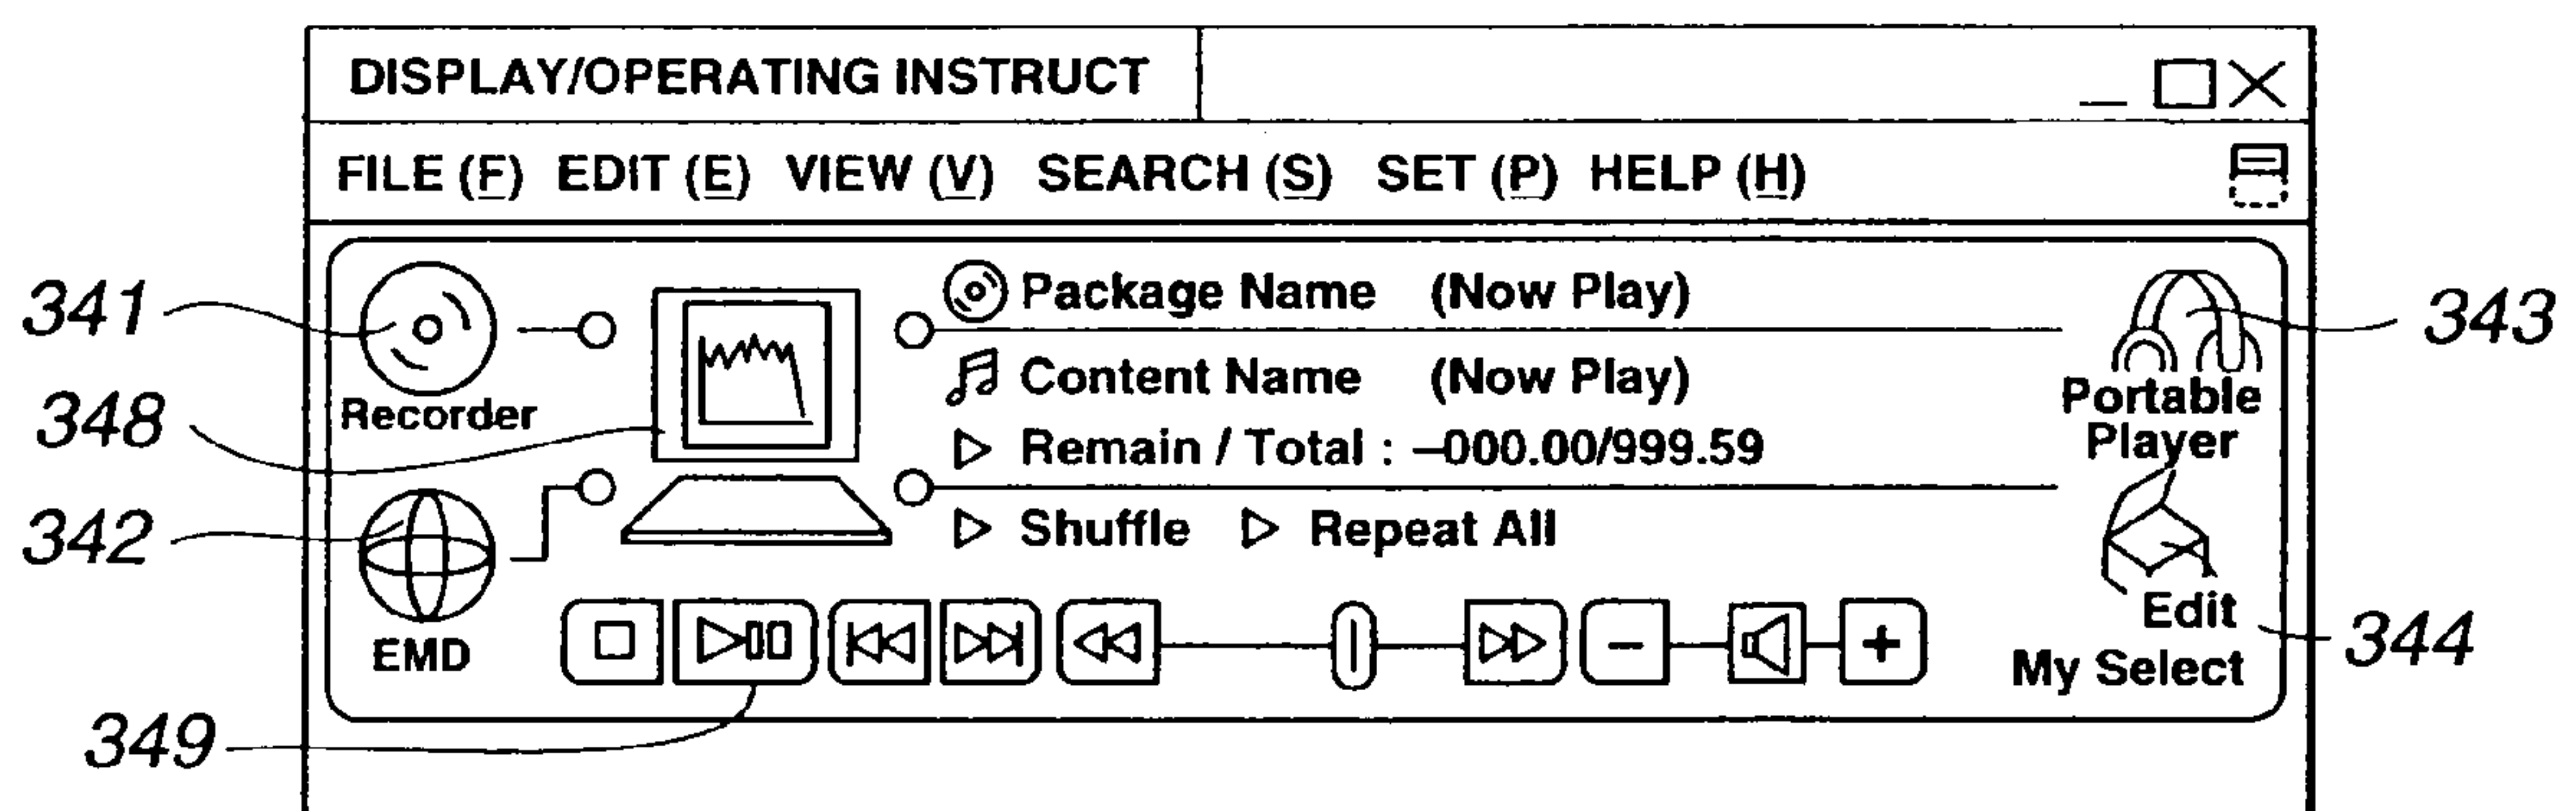 DISPLAY/OPERATING INSTRUCT
FILE (F) EDIT (E) VIEW (V) SEARCH (S) SET (P) HELP (H)
341
Recorder
348
342
EMD
349
Package Name (Now Play)
Content Name (Now Play)
Remain / Total : –000.00/999.59
Shuffle Repeat All
– +
343
Portable
Player
Edit
344
My Select